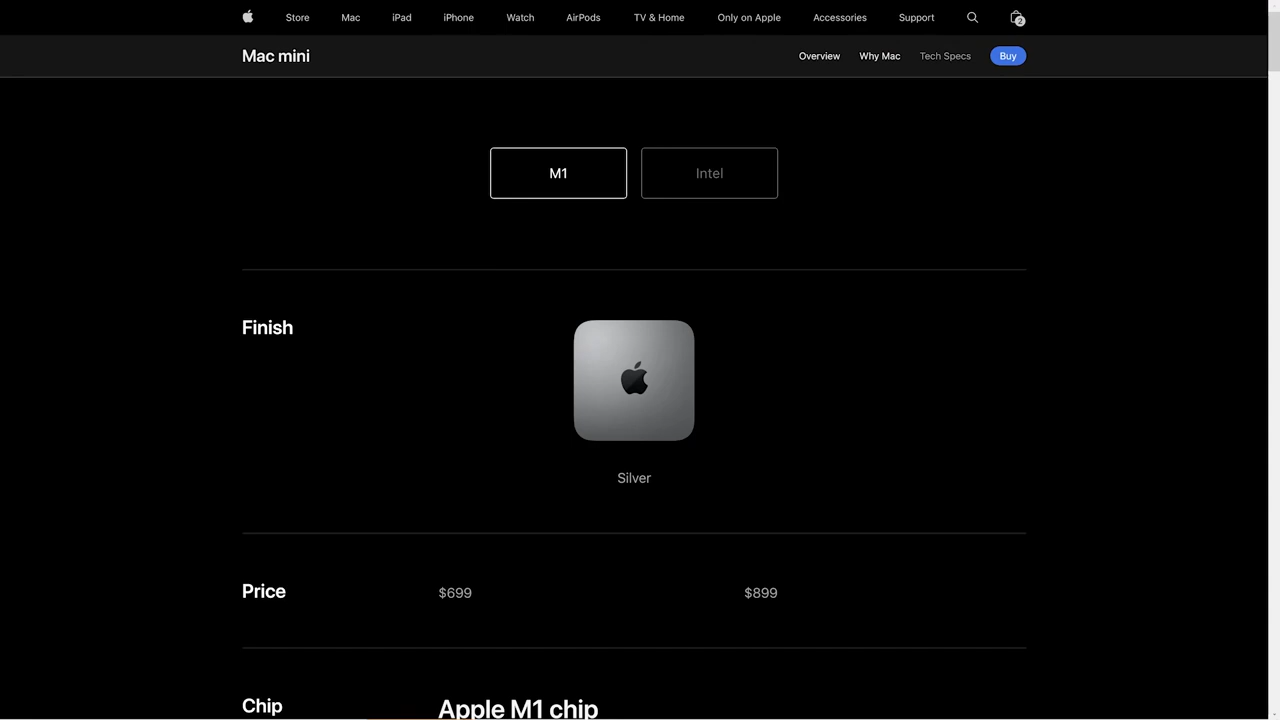 Store Mac iPad iPhone Watch AirPods TV & Home Only on Apple Accessories Support 2
Mac mini Overview Why Mac Tech Specs Buy
M1 Intel
Finish
Silver
Price $699 $899
Chip Apple M1 chip